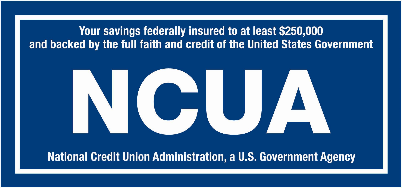 Your savings federally insured to at least $250,000
and backed by the full faith and credit of the United States Government
NCUA
National Credit Union Administration, a U.S. Government Agency